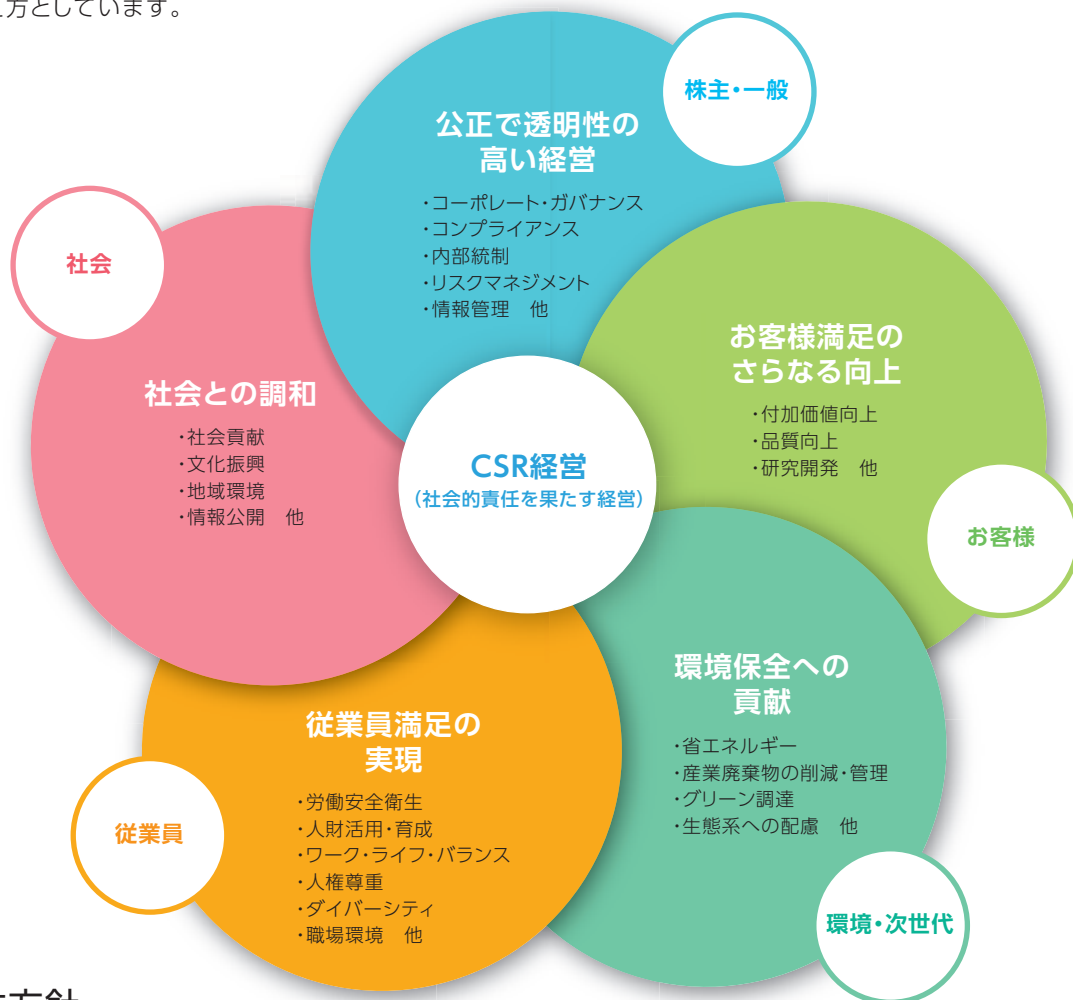 え方としています。
株主・一般
公正で透明性の
高い経営
・コーポレート・ガバナンス
・コンプライアンス
・内部統制
・リスクマネジメント
・情報管理　他
お客様満足の
さらなる向上
・付加価値向上
・品質向上
・研究開発　他
お客様
環境保全への
貢献
・省エネルギー
・産業廃棄物の削減・管理
・グリーン調達
・生態系への配慮　他
環境・次世代
従業員満足の
実現
・労働安全衛生
・人財活用・育成
・ワーク・ライフ・バランス
・人権尊重
・ダイバーシティ
・職場環境　他
従業員
社会
社会との調和
・社会貢献
・文化振興
・地域環境
・情報公開　他
CSR経営
（社会的責任を果たす経営）
方針